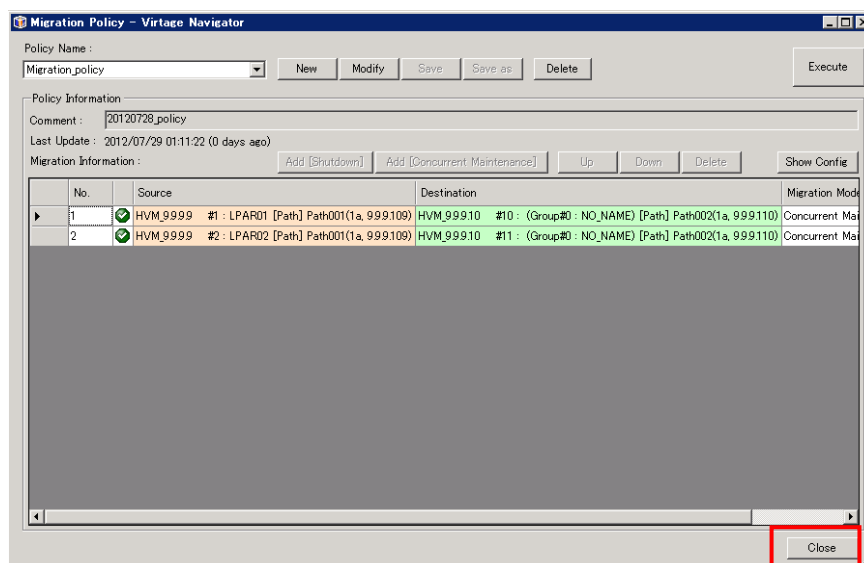 Migration Policy - Virtage Navigator
Policy Name :
Migration_policy New Modify Save Save as Delete Execute
Policy Information
Comment : 20120728_policy
Last Update : 2012/07/29 01:11:22 (0 days ago)
Migration Information : Add [Shutdown] Add [Concurrent Maintenance] Up Down Delete Show Config
No. Source Destination Migration Mode
1 HVM_9.9.9.9 #1 : LPAR01 [Path] Path001(1a, 9.9.9.109) HVM_9.9.9.10 #10 : (Group#0 : NO_NAME) [Path] Path002(1a, 9.9.9.110) Concurrent Mai
2 HVM_9.9.9.9 #2 : LPAR02 [Path] Path001(1a, 9.9.9.109) HVM_9.9.9.10 #11 : (Group#0 : NO_NAME) [Path] Path002(1a, 9.9.9.110) Concurrent Mai
Close